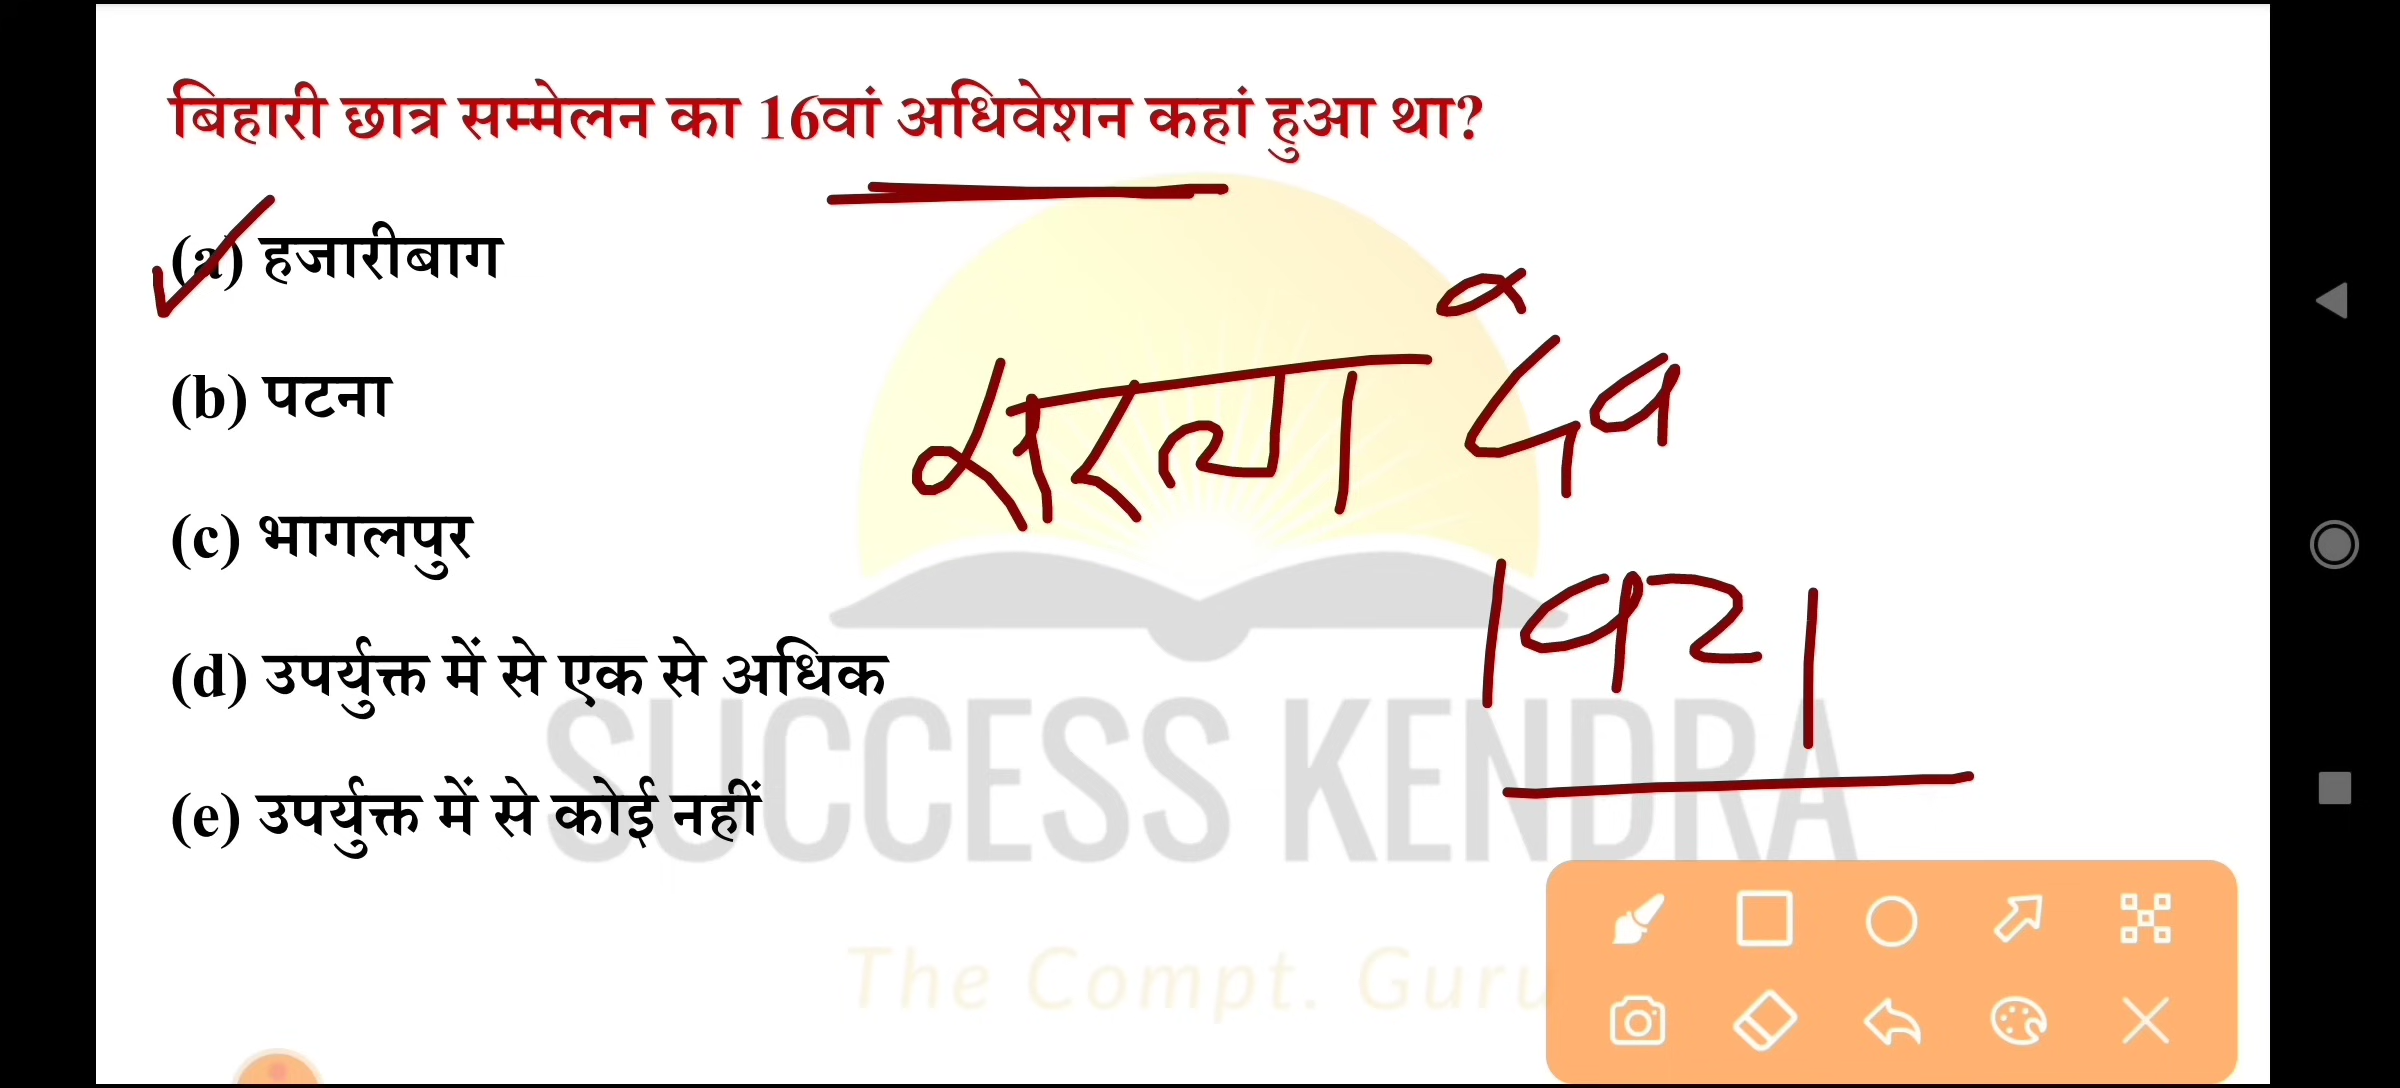 बिहारी छात्र सम्मेलन का 16वां अधिवेशन कहां हुआ था?
(a) हजारीबाग
(b) पटना
(c) भागलपुर
(d) उपर्युक्त में से एक से अधिक
(e) उपर्युक्त में से कोई नहीं
1921
SUCCESS KENDRA
The Compt. Guru